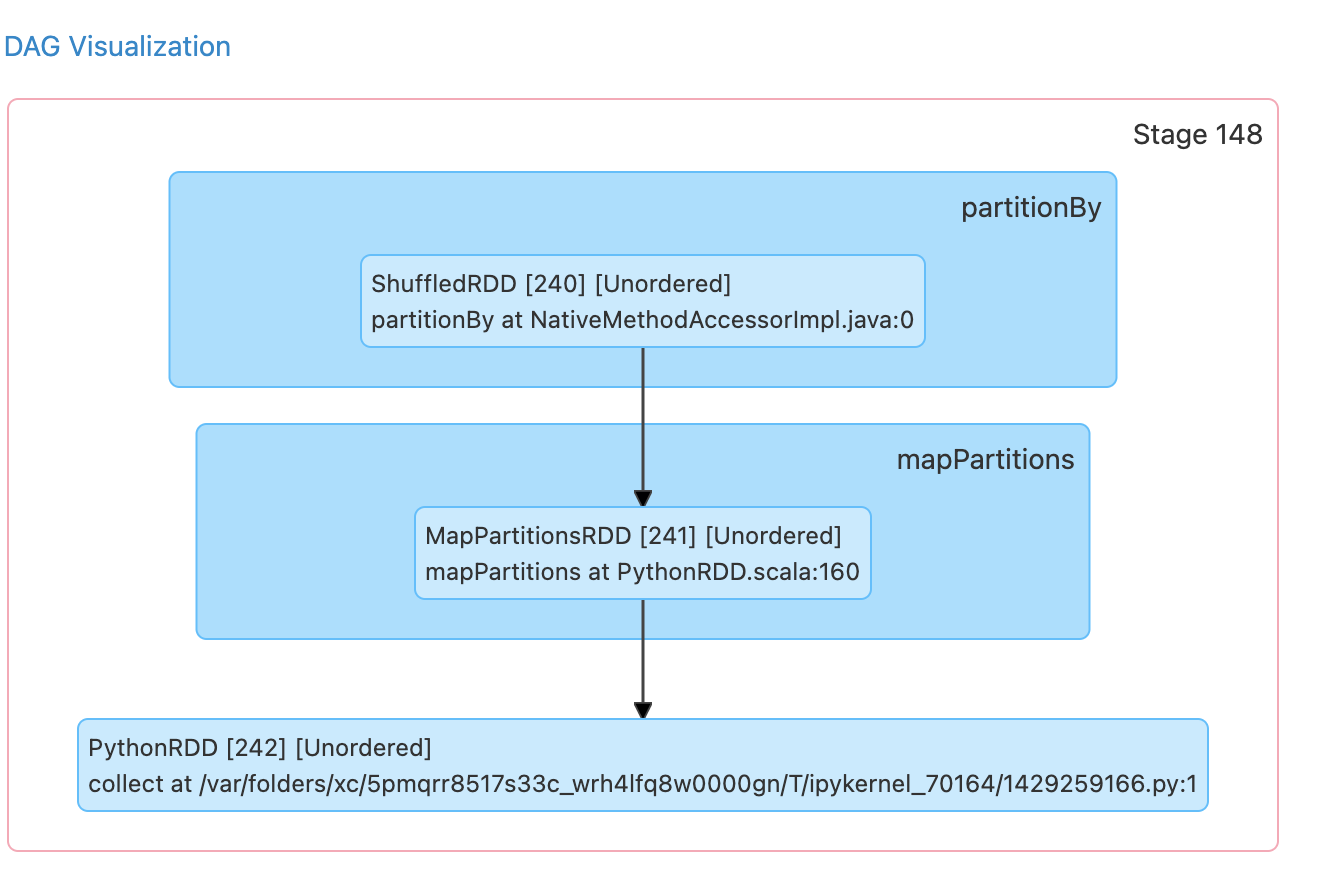 DAG Visualization
Stage 148
partitionBy
ShuffledRDD [240] [Unordered]
partitionBy at NativeMethodAccessorImpl.java:0
mapPartitions
MapPartitionsRDD [241] [Unordered]
mapPartitions at PythonRDD.scala:160
PythonRDD [242] [Unordered]
collect at /var/folders/xc/5pmqrr8517s33c_wrh4lfq8w0000gn/T/ipykernel_70164/1429259166.py:1